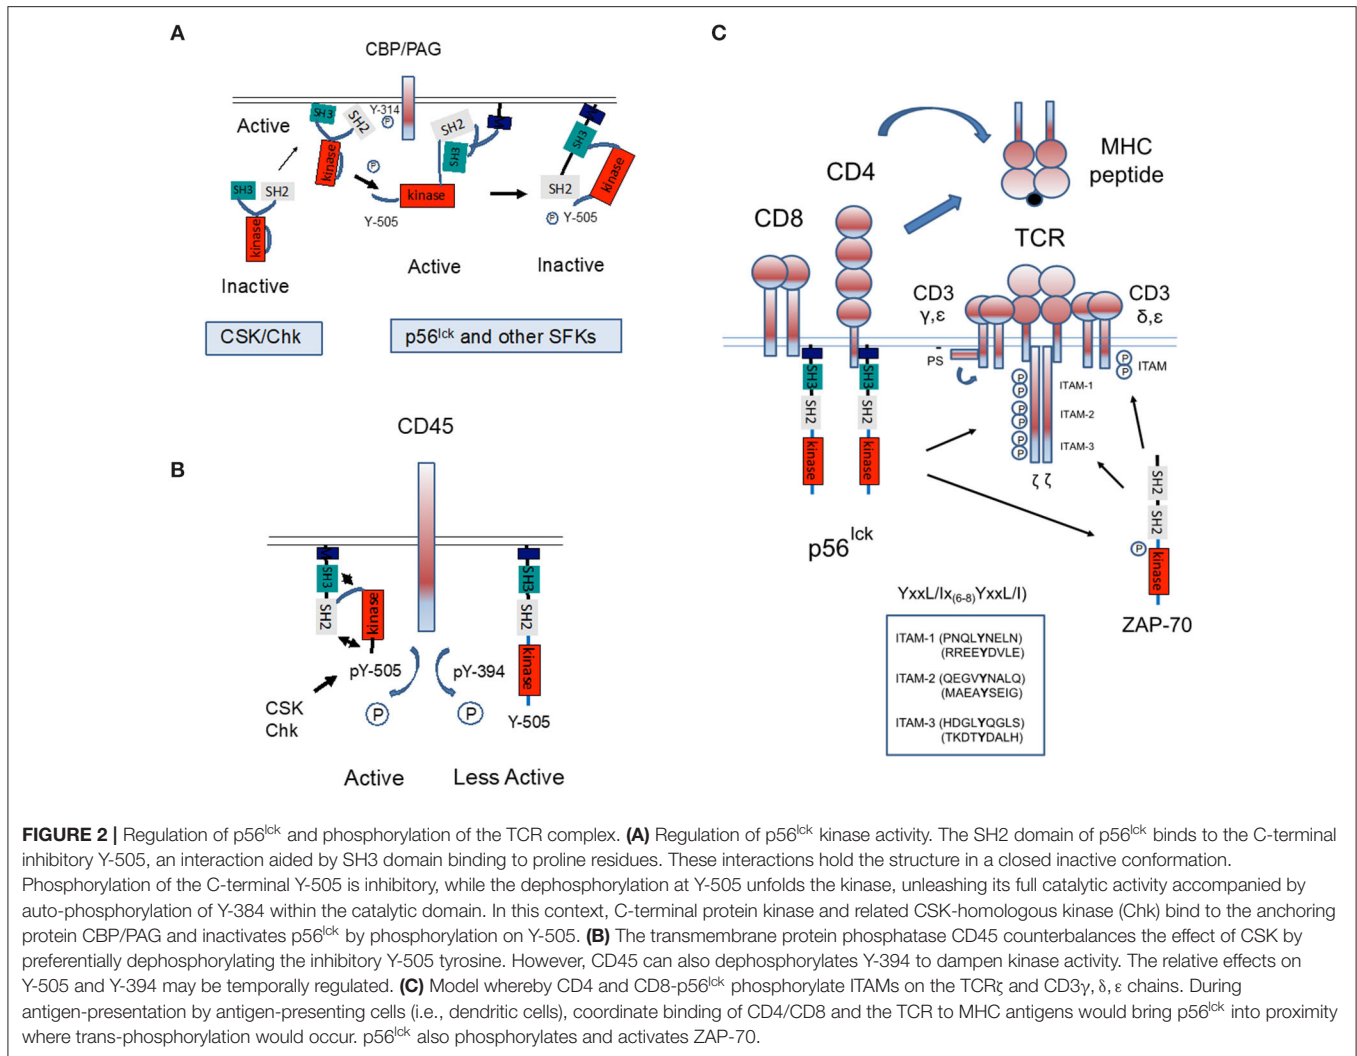 A
CBP/PAG
SH3
SH2
Y-314
P
Active
kinase
SH3
SH2
kinase
Inactive
P
SH2
SH3
M
kinase
Y-505
Active
M
SH3
SH2
kinase
P
Y-505
Inactive
CSK/Chk
p56lck and other SFKs
B
CD45
M
SH3
SH2
kinase
pY-505
CSK
Chk
P
Active
pY-394
P
SH3
SH2
kinase
Y-505
Less Active
C
CD4
CD8
MHC
peptide
TCR
CD3
γ,ε
CD3
δ,ε
PS
P
P
ITAM
P
P
ITAM-1
P
P
ITAM-2
P
P
ITAM-3
ζ ζ
SH3
SH2
kinase
SH3
SH2
kinase
p56lck
SH2
SH2
P
kinase
ZAP-70
YxxL/Ix(6-8)YxxL/I)
ITAM-1 (PNQLYNELN)
(RREEYDVLE)
ITAM-2 (QEGVYNALQ)
(MAEAYSEIG)
ITAM-3 (HDGLYQGLS)
(TKDTYDALH)
FIGURE 2 | Regulation of p56lck and phosphorylation of the TCR complex. (A) Regulation of p56lck kinase activity. The SH2 domain of p56lck binds to the C-terminal
inhibitory Y-505, an interaction aided by SH3 domain binding to proline residues. These interactions hold the structure in a closed inactive conformation.
Phosphorylation of the C-terminal Y-505 is inhibitory, while the dephosphorylation at Y-505 unfolds the kinase, unleashing its full catalytic activity accompanied by
auto-phosphorylation of Y-384 within the catalytic domain. In this context, C-terminal protein kinase and related CSK-homologous kinase (Chk) bind to the anchoring
protein CBP/PAG and inactivates p56lck by phosphorylation on Y-505. (B) The transmembrane protein phosphatase CD45 counterbalances the effect of CSK by
preferentially dephosphorylating the inhibitory Y-505 tyrosine. However, CD45 can also dephosphorylates Y-394 to dampen kinase activity. The relative effects on
Y-505 and Y-394 may be temporally regulated. (C) Model whereby CD4 and CD8-p56lck phosphorylate ITAMs on the TCRζ and CD3γ, δ, ε chains. During
antigen-presentation by antigen-presenting cells (i.e., dendritic cells), coordinate binding of CD4/CD8 and the TCR to MHC antigens would bring p56lck into proximity
where trans-phosphorylation would occur. p56lck also phosphorylates and activates ZAP-70.